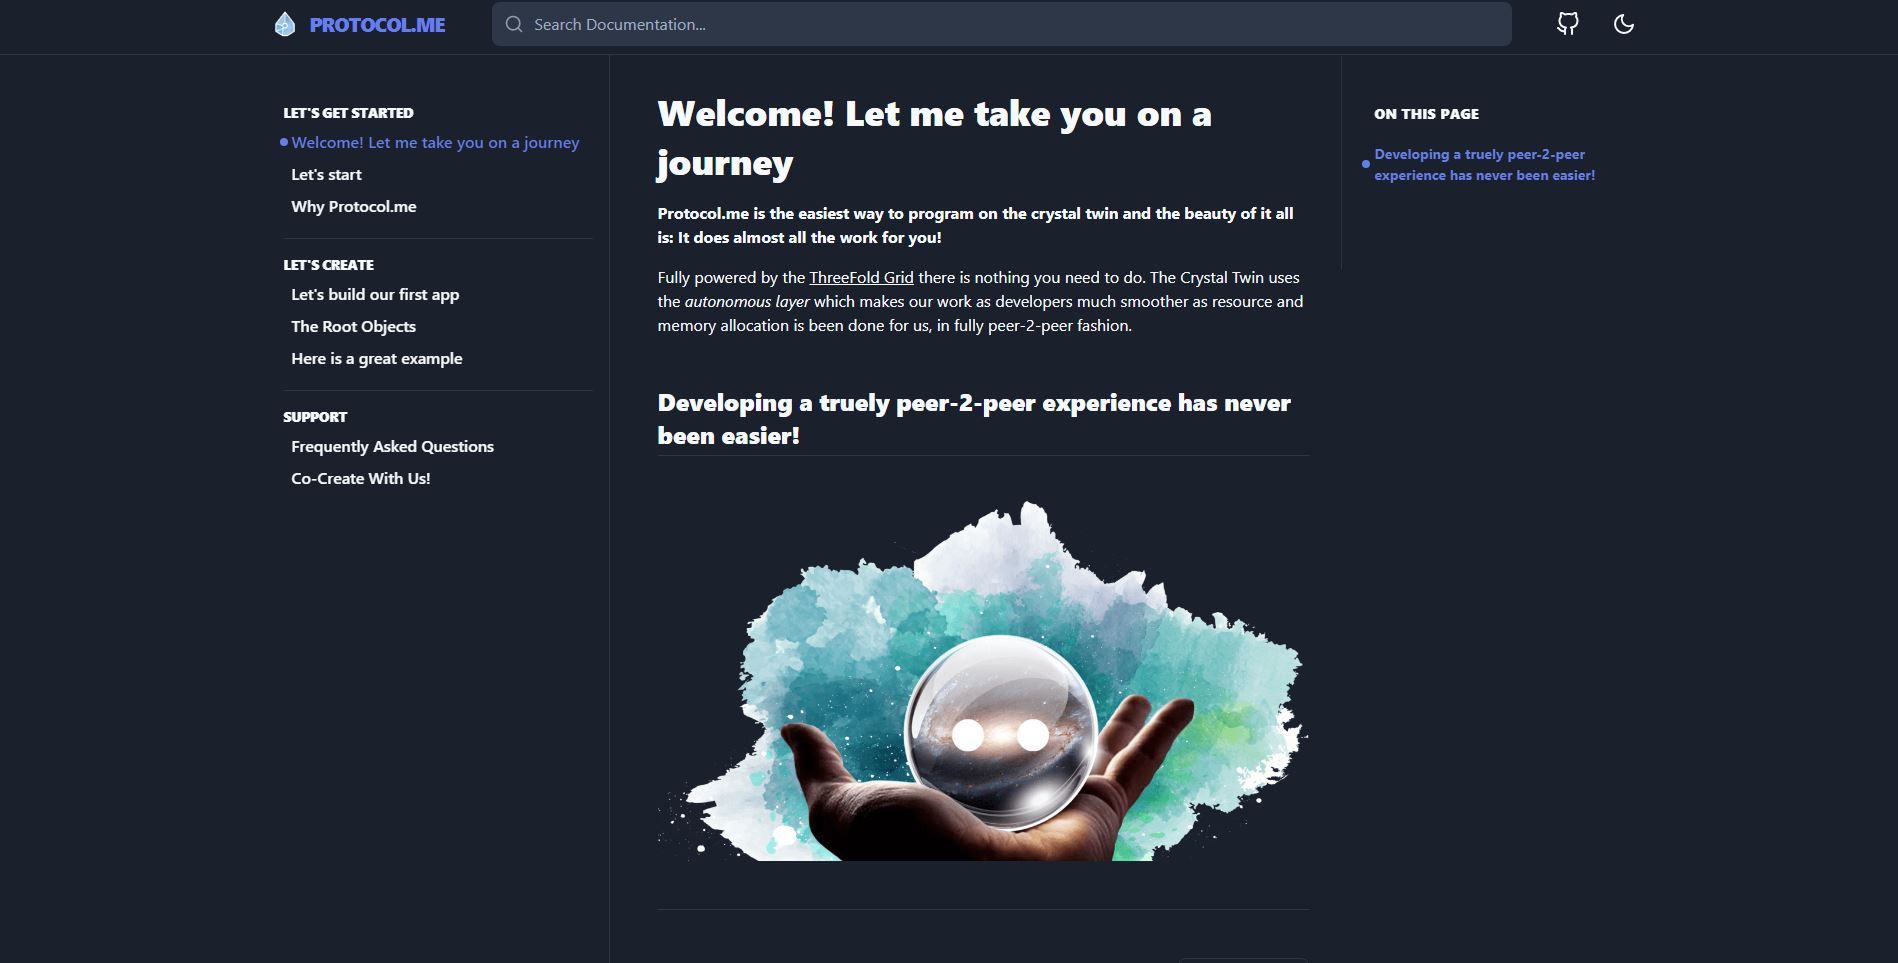 PROTOCOL.ME
Search Documentation...
LET'S GET STARTED
Welcome! Let me take you on a journey
Let's start
Why Protocol.me
LET'S CREATE
Let's build our first app
The Root Objects
Here is a great example
SUPPORT
Frequently Asked Questions
Co-Create With Us!
Welcome! Let me take you on a
journey
Protocol.me is the easiest way to program on the crystal twin and the beauty of it all
is: It does almost all the work for you!
Fully powered by the ThreeFold Grid there is nothing you need to do. The Crystal Twin uses
the autonomous layer which makes our work as developers much smoother as resource and
memory allocation is been done for us, in fully peer-2-peer fashion.
Developing a truely peer-2-peer experience has never
been easier!
ON THIS PAGE
Developing a truely peer-2-peer
experience has never been easier!